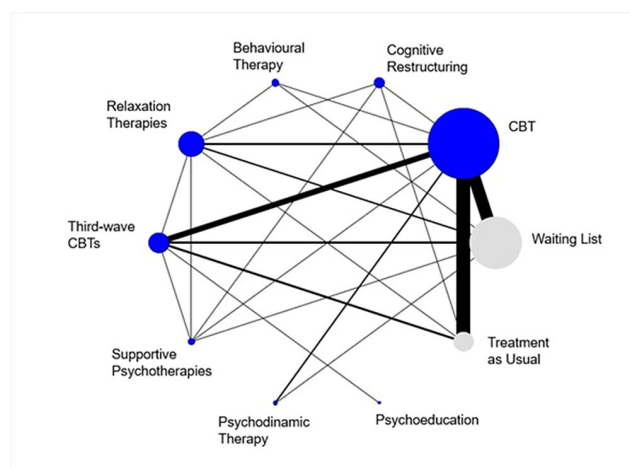 Behavioural
Therapy
Cognitive
Restructuring
Relaxation
Therapies
CBT
Third-wave
CBTs
Waiting List
Supportive
Psychotherapies
Treatment
as Usual
Psychodinamic
Therapy
Psychoeducation